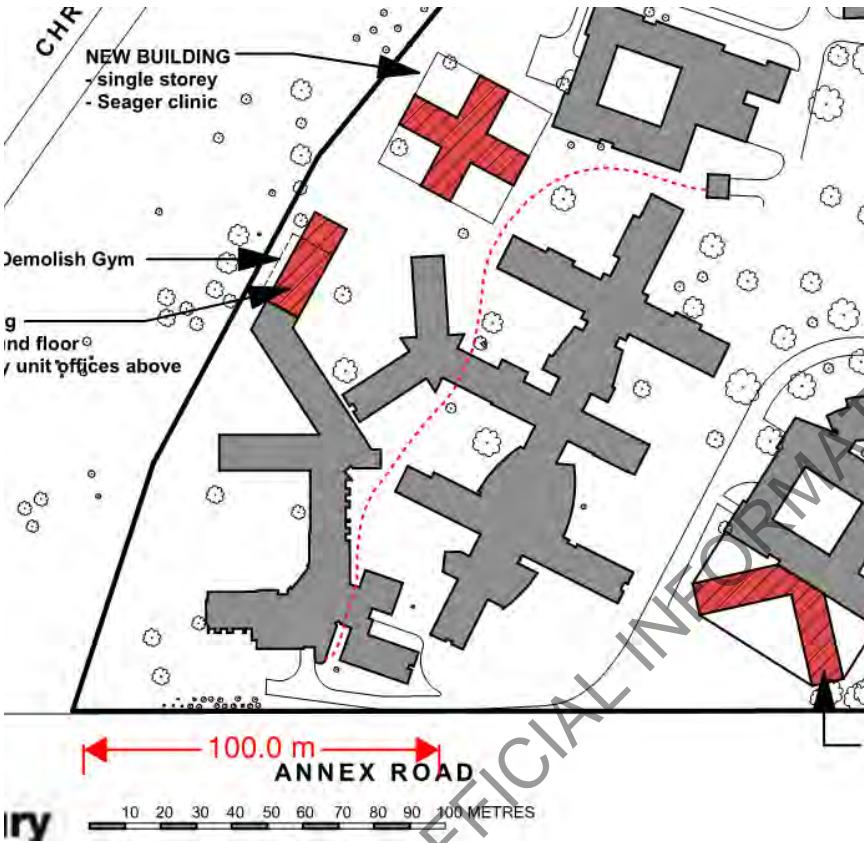 CHR
NEW BUILDING
- single storey
- Seager clinic
Demolish Gym
g
nd floor
y unit offices above
EFFICIAL INFORMA
100.0 m
ANNEX ROAD
10 20 30 40 50 60 70 80 90 100 METRES
ry